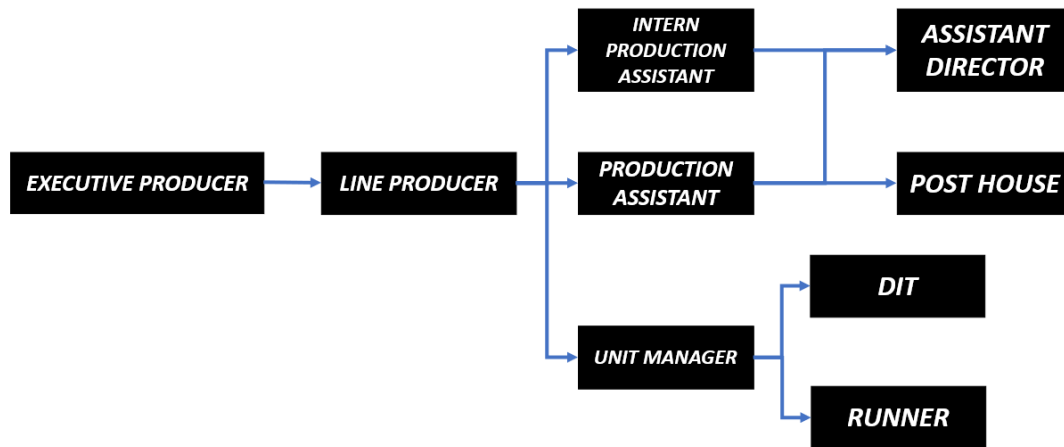 INTERN
PRODUCTION
ASSISTANT
ASSISTANT
DIRECTOR
EXECUTIVE PRODUCER
LINE PRODUCER
PRODUCTION
ASSISTANT
POST HOUSE
DIT
UNIT MANAGER
RUNNER